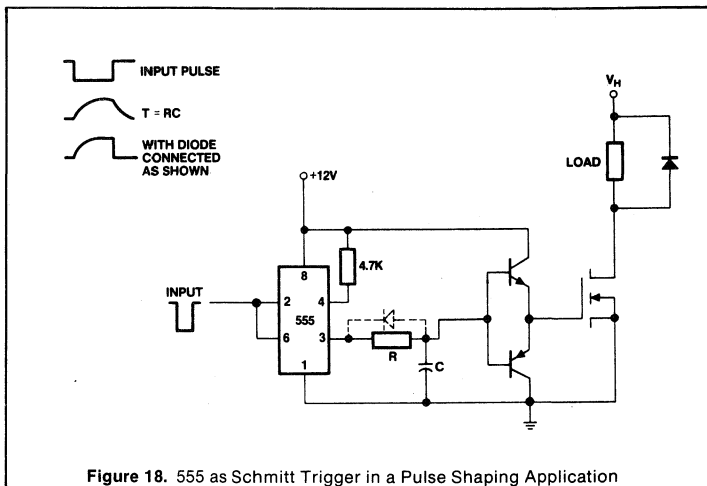 INPUT PULSE
T = RC
WITH DIODE
CONNECTED
AS SHOWN
V_H
LOAD
+12V
4.7K
INPUT
8
2
4
555
6
3
1
R
C
Figure 18. 555 as Schmitt Trigger in a Pulse Shaping Application